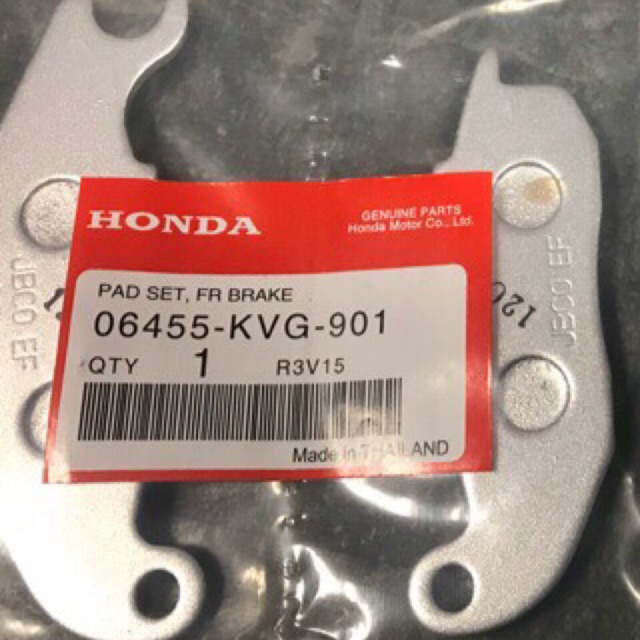 HONDA
GENUINE PARTS
Honda Motor Co., Ltd.
PAD SET, FR BRAKE
06455-KVG-901
QTY 1 R3V15
Made in THAILAND
JBCO EF
JBCO EF